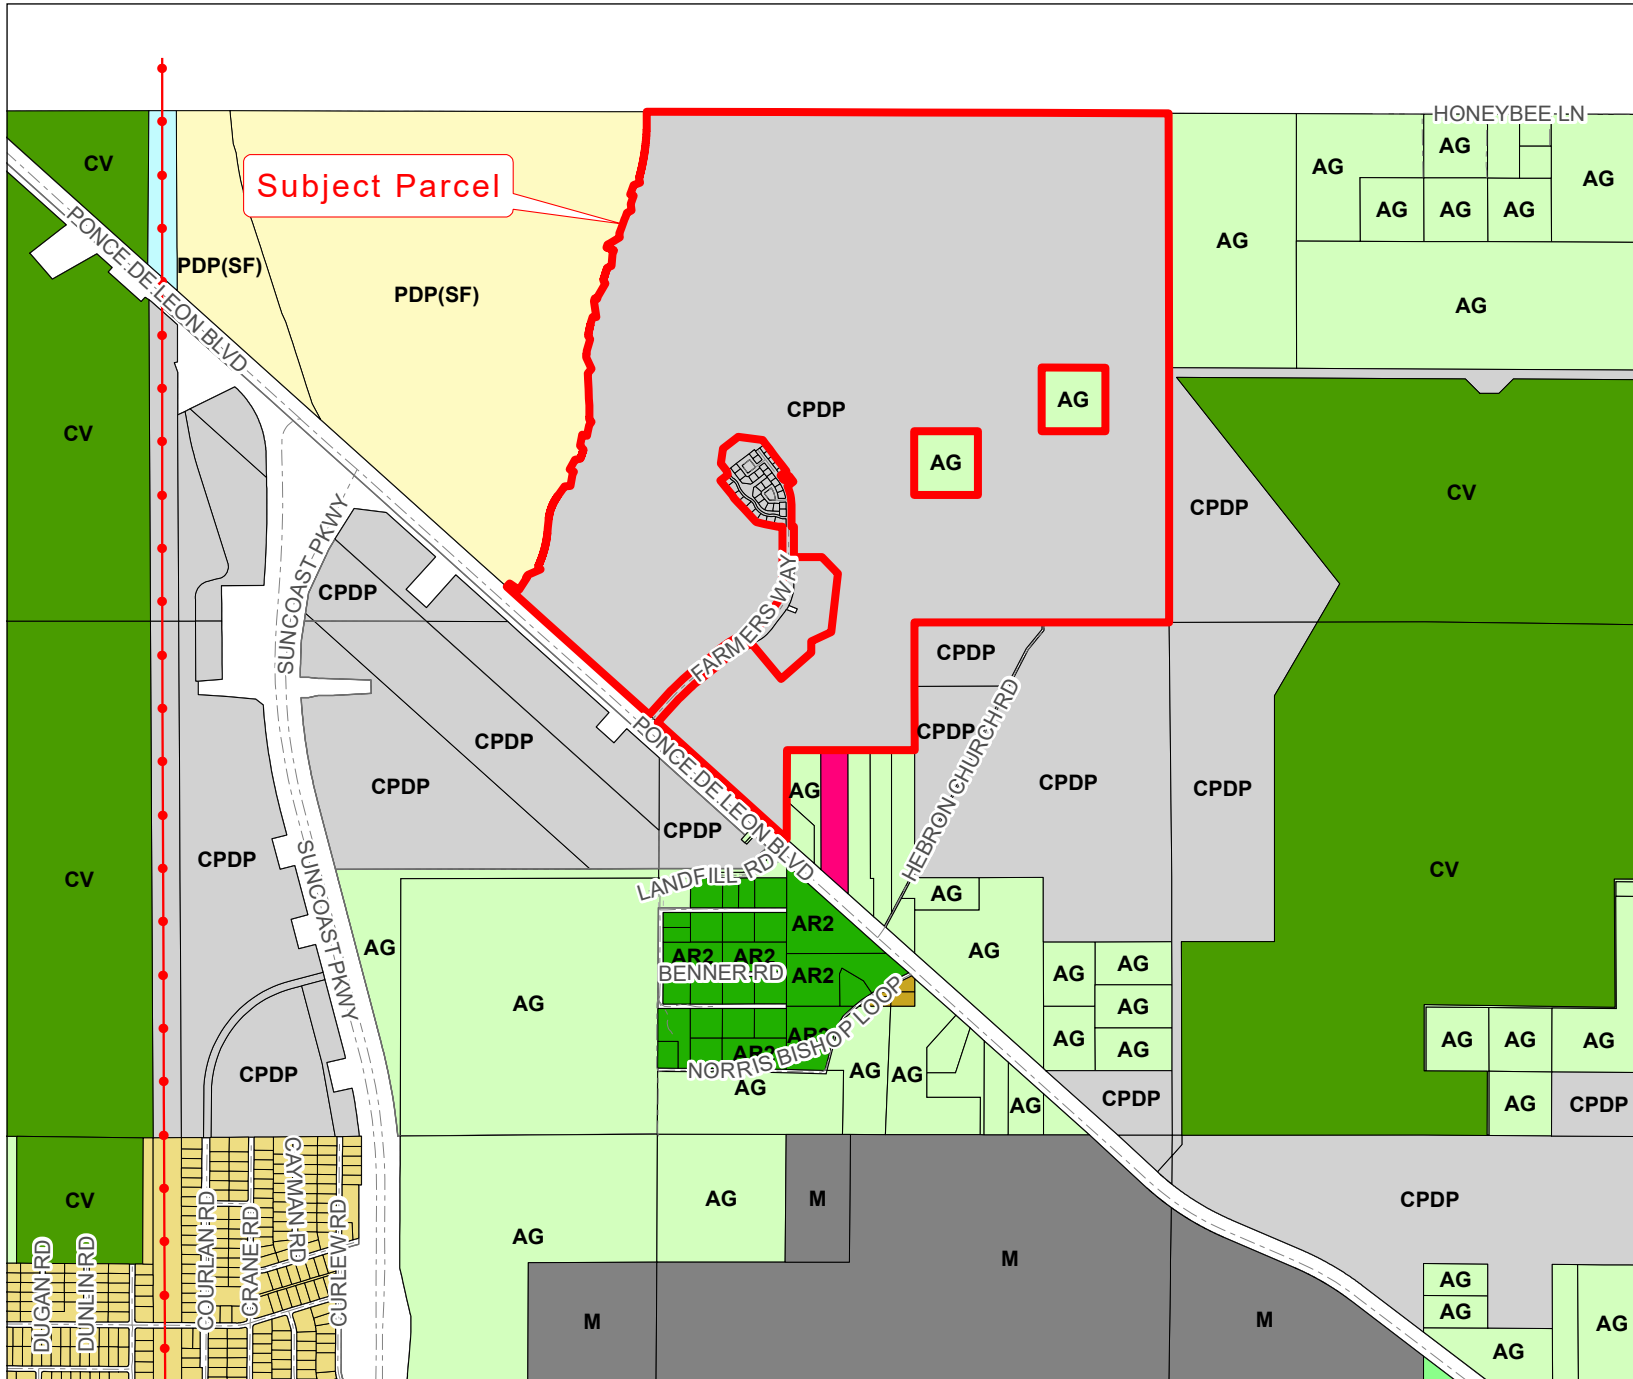 HONEYBEE LN
CV
AG
AG
AG
Subject Parcel
AG
AG
AG
AG
PONCE DE LEON BLVD
PDP(SF)
PDP(SF)
AG
AG
CPDP
CV
AG
CV
CPDP
SUNCOAST PKWY
CPDP
FARMERS WAY
CPDP
HEBRON CHURCH RD
CPDP
CPDP
PONCE DE LEON BLVD
CPDP
CPDP
AG
CPDP
CPDP
CPDP
CV
CPDP
LANDFILL RD
CV
SUNCOAST PKWY
AG
AR2
AG
AG
AR2
AR2
BENNER RD
AR2
AG
AG
AG
NORRIS BISHOP LOOP
AG
AR2
AG
AG
AG
AG
AR2
AG
CPDP
AG
AG
AG
AG
CPDP
AG
CPDP
CAYMAN RD
CV
COURLAN RD
CRANE RD
CURLEW RD
AG
M
CPDP
DUGAN RD
DUNLIN RD
AG
M
AG
AG
M
M
AG
AG